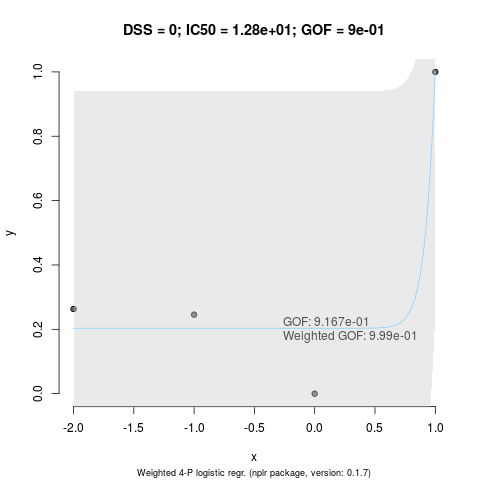 DSS = 0; IC50 = 1.28e+01; GOF = 9e-01
1.0
0.8
0.6
0.4
0.2
0.0
y
GOF: 9.167e-01
Weighted GOF: 9.99e-01
-2.0 -1.5 -1.0 -0.5 0.0 0.5 1.0
x
Weighted 4-P logistic regr. (nplr package, version: 0.1.7)